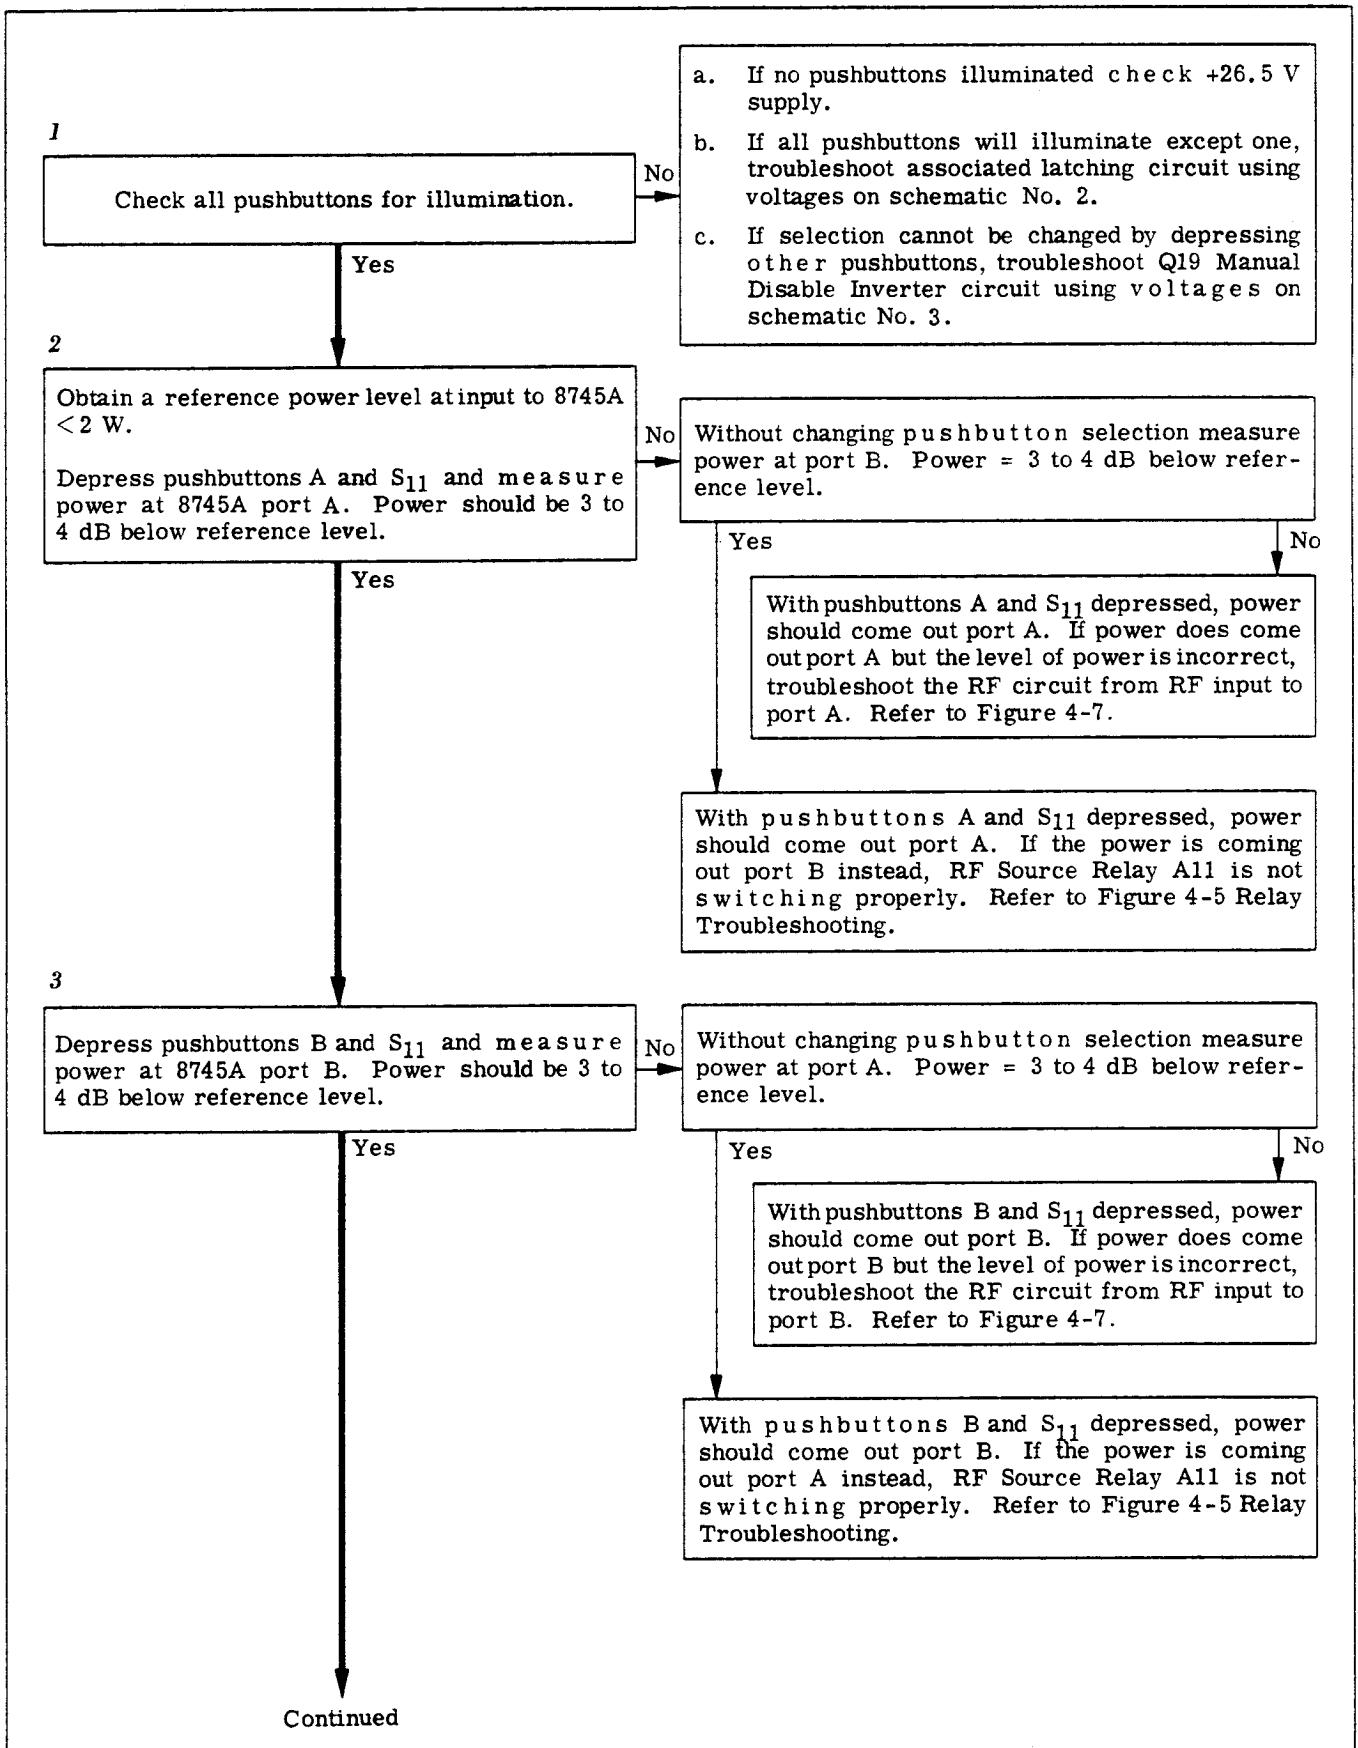 1
Check all pushbuttons for illumination.
No
a. If no pushbuttons illuminated check +26.5 V
supply.
b. If all pushbuttons will illuminate except one,
troubleshoot associated latching circuit using
voltages on schematic No. 2.
c. If selection cannot be changed by depressing
other pushbuttons, troubleshoot Q19 Manual
Disable Inverter circuit using voltages on
schematic No. 3.
Yes
2
Obtain a reference power level at input to 8745A
<2 W.
Depress pushbuttons A and S11 and measure
power at 8745A port A. Power should be 3 to
4 dB below reference level.
No
Without changing pushbutton selection measure
power at port B. Power = 3 to 4 dB below refer-
ence level.
Yes
No
With pushbuttons A and S11 depressed, power
should come out port A. If power does come
out port A but the level of power is incorrect,
troubleshoot the RF circuit from RF input to
port A. Refer to Figure 4-7.
With pushbuttons A and S11 depressed, power
should come out port A. If the power is coming
out port B instead, RF Source Relay A11 is not
switching properly. Refer to Figure 4-5 Relay
Troubleshooting.
Yes
3
Depress pushbuttons B and S11 and measure
power at 8745A port B. Power should be 3 to
4 dB below reference level.
No
Without changing pushbutton selection measure
power at port A. Power = 3 to 4 dB below refer-
ence level.
Yes
No
With pushbuttons B and S11 depressed, power
should come out port B. If power does come
out port B but the level of power is incorrect,
troubleshoot the RF circuit from RF input to
port B. Refer to Figure 4-7.
With pushbuttons B and S11 depressed, power
should come out port B. If the power is coming
out port A instead, RF Source Relay A11 is not
switching properly. Refer to Figure 4-5 Relay
Troubleshooting.
Yes
Continued